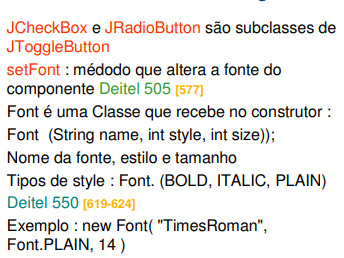 JCheckBox e JRadioButton são subclasses de
JToggleButton
setFont : médodo que altera a fonte do
componente Deitel 505 [577]
Font é uma Classe que recebe no construtor :
Font (String name, int style, int size));
Nome da fonte, estilo e tamanho
Tipos de style : Font. (BOLD, ITALIC, PLAIN)
Deitel 550 [619-624]
Exemplo : new Font( "TimesRoman",
Font.PLAIN, 14 )